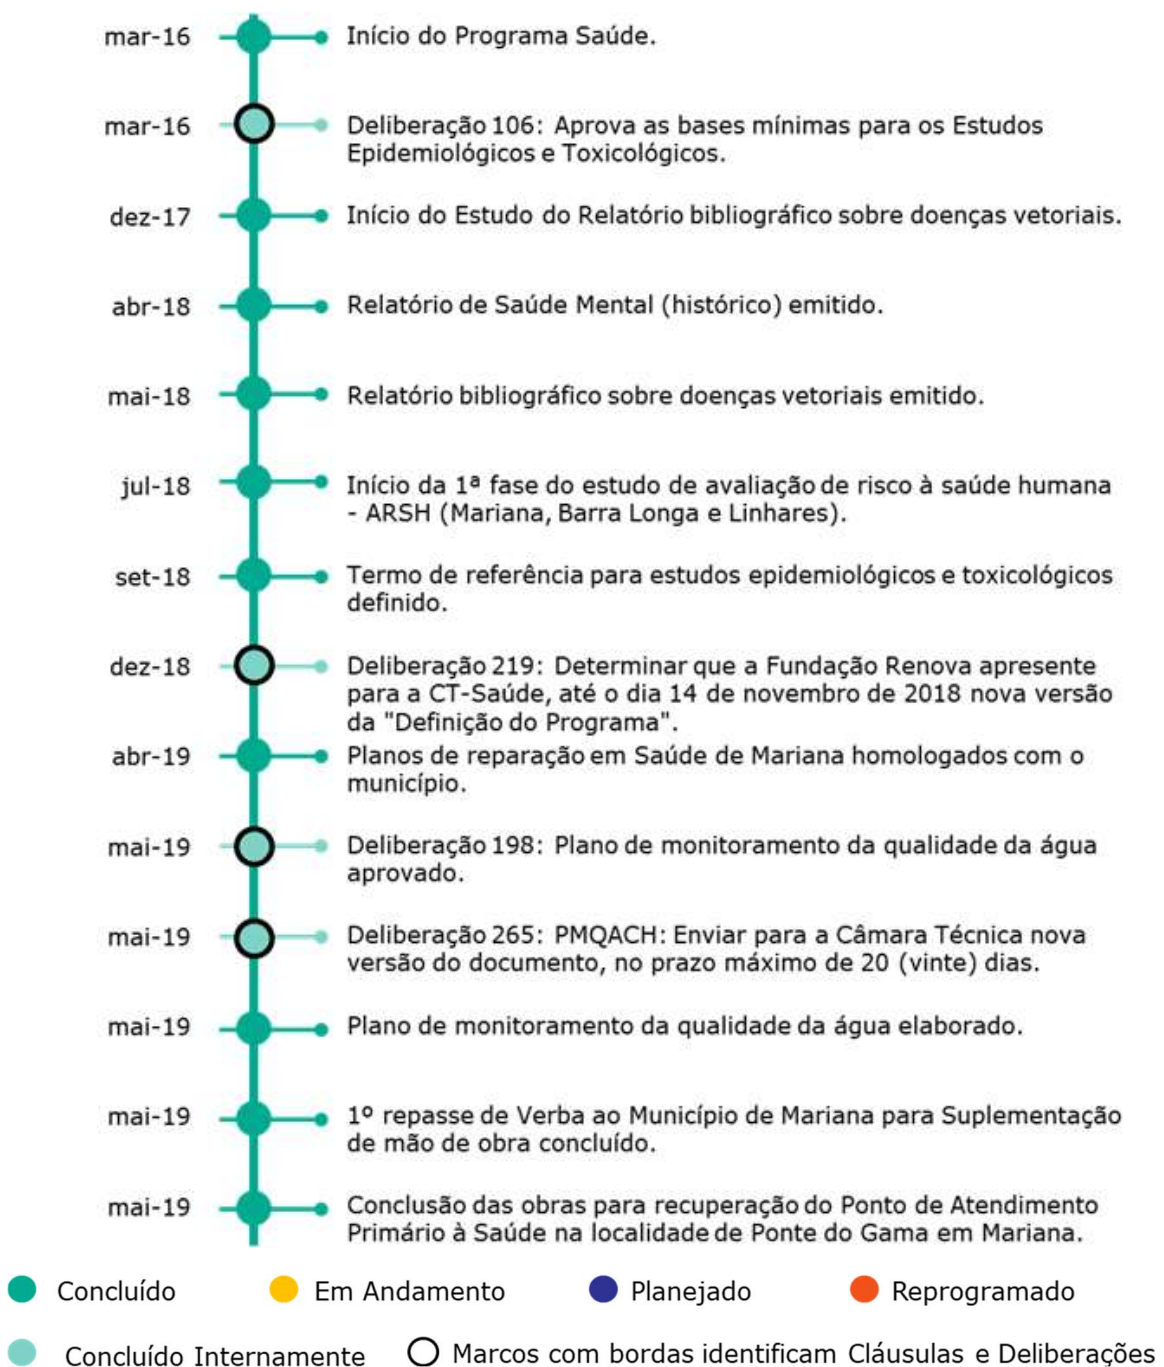 mar-16 Início do Programa Saúde.
mar-16 Deliberação 106: Aprova as bases mínimas para os Estudos
Epidemiológicos e Toxicológicos.
dez-17 Início do Estudo do Relatório bibliográfico sobre doenças vetoriais.
abr-18 Relatório de Saúde Mental (histórico) emitido.
mai-18 Relatório bibliográfico sobre doenças vetoriais emitido.
jul-18 Início da 1ª fase do estudo de avaliação de risco à saúde humana
- ARSH (Mariana, Barra Longa e Linhares).
set-18 Termo de referência para estudos epidemiológicos e toxicológicos
definido.
dez-18 Deliberação 219: Determinar que a Fundação Renova apresente
para a CT-Saúde, até o dia 14 de novembro de 2018 nova versão
da "Definição do Programa".
abr-19 Planos de reparação em Saúde de Mariana homologados com o
município.
mai-19 Deliberação 198: Plano de monitoramento da qualidade da água
aprovado.
mai-19 Deliberação 265: PMQACH: Enviar para a Câmara Técnica nova
versão do documento, no prazo máximo de 20 (vinte) dias.
mai-19 Plano de monitoramento da qualidade da água elaborado.
mai-19 1º repasse de Verba ao Município de Mariana para Suplementação
de mão de obra concluído.
mai-19 Conclusão das obras para recuperação do Ponto de Atendimento
Primário à Saúde na localidade de Ponte do Gama em Mariana.
Concluído Em Andamento Planejado Reprogramado
Concluído Internamente Marcos com bordas identificam Cláusulas e Deliberações